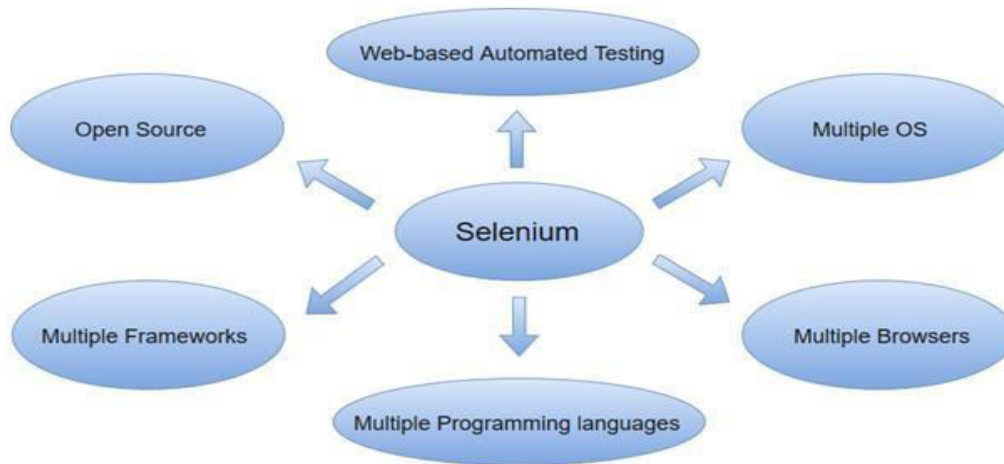 Web-based Automated Testing
Open Source
Multiple OS
Selenium
Multiple Frameworks
Multiple Browsers
Multiple Programming languages